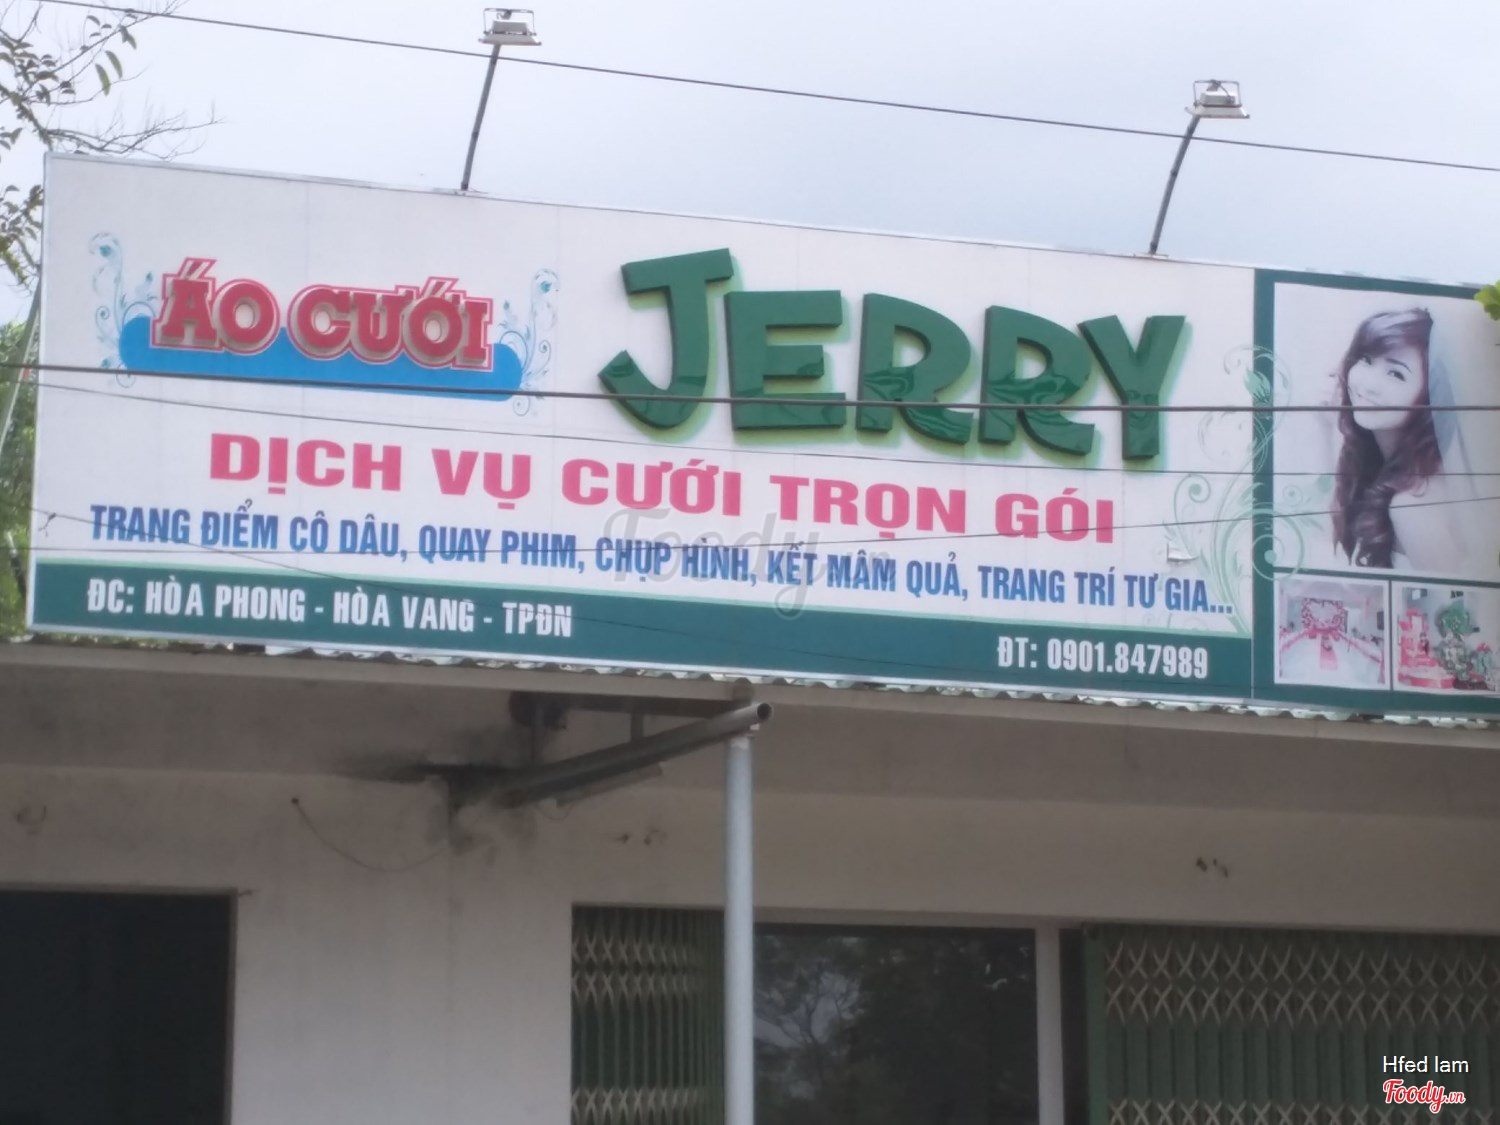 ÁO CƯỚI
JERRY
DỊCH VỤ CƯỚI TRỌN GÓI
TRANG ĐIỂM CÔ DÂU, QUAY PHIM, CHỤP HÌNH, KẾT MÂM QUẢ, TRANG TRÍ TƯ GIA...
ĐC: HÒA PHONG - HÒA VANG - TPĐN
ĐT: 0901.847989
Foody.vn
Hfed lam
Foody.vn